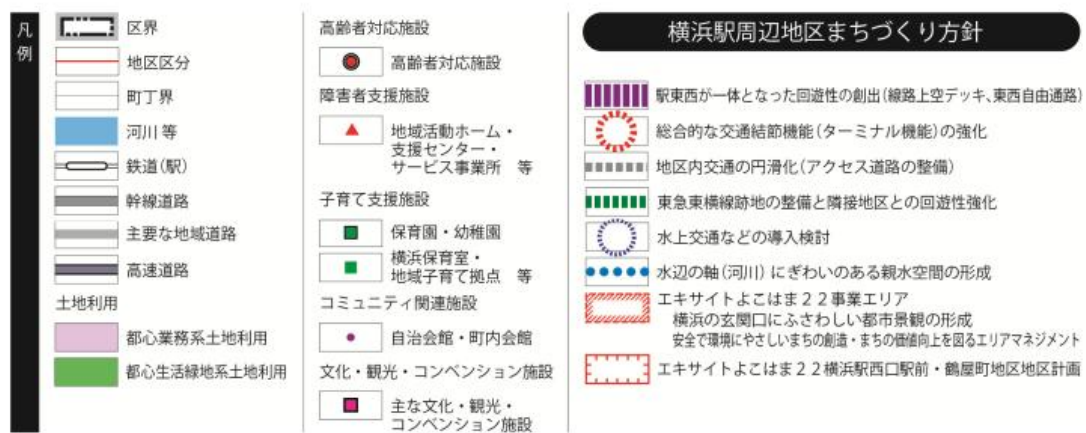 凡例
区界
地区区分
町丁界
河川 等
鉄道(駅)
幹線道路
主要な地域道路
高速道路
土地利用
都心業務系土地利用
都心生活緑地系土地利用
高齢者対応施設
高齢者対応施設
障害者支援施設
地域活動ホーム・
支援センター・
サービス事業所 等
子育て支援施設
保育園・幼稚園
横浜保育室・
地域子育て拠点 等
コミュニティ関連施設
自治会館・町内会館
文化・観光・コンベンション施設
主な文化・観光・
コンベンション施設
横浜駅周辺地区まちづくり方針
駅東西が一体となった回遊性の創出(線路上空デッキ、東西自由通路)
総合的な交通結節機能(ターミナル機能)の強化
地区内交通の円滑化(アクセス道路の整備)
東急東横線跡地の整備と隣接地区との回遊性強化
水上交通などの導入検討
水辺の軸(河川)にぎわいのある親水空間の形成
エキサイトよこはま22事業エリア
横浜の玄関口にふさわしい都市景観の形成
安全で環境にやさしいまちの創造・まちの価値向上を図るエリアマネジメント
エキサイトよこはま22横浜駅西口駅前・鶴屋町地区地区計画